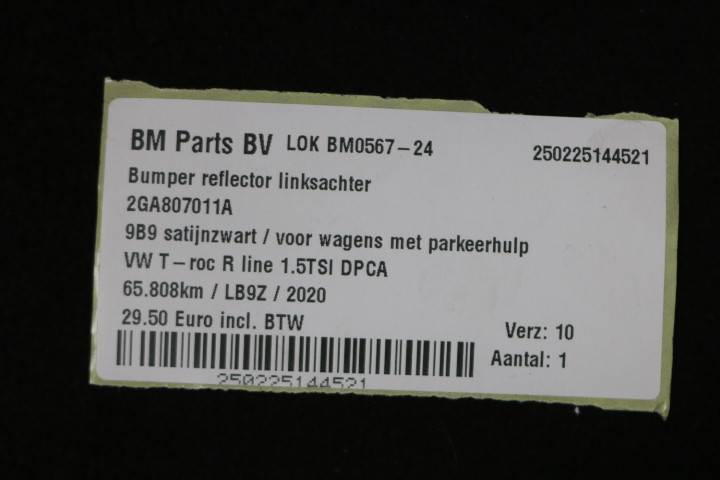 BM Parts BV LOK BM0567-24 250225144521
Bumper reflector linksachter
2GA807011A
9B9 satijnzwart / voor wagens met parkeerhulp
VW T-roc R line 1.5TSI DPCA
65.808km / LB9Z / 2020
29.50 Euro incl. BTW
Verz: 10
Aantal: 1
250225144521